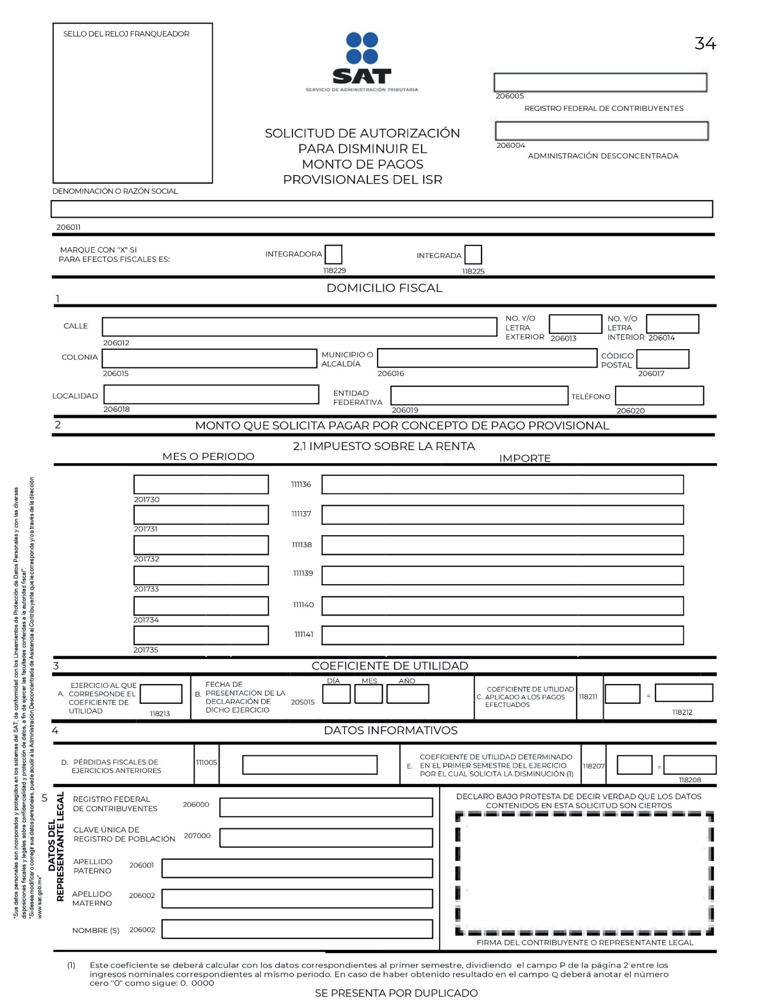 SELLO DEL RELOJ FRANQUEADOR
SAT
SERVICIO DE ADMINISTRACIÓN TRIBUTARIA
34
206005
REGISTRO FEDERAL DE CONTRIBUYENTES
206004
ADMINISTRACIÓN DESCONCENTRADA
SOLICITUD DE AUTORIZACIÓN
PARA DISMINUIR EL
MONTO DE PAGOS
PROVISIONALES DEL ISR
DENOMINACIÓN O RAZÓN SOCIAL
206011
MARQUE CON "X" SI
PARA EFECTOS FISCALES ES:
INTEGRADORA
118229
INTEGRADA
118225
DOMICILIO FISCAL
1
CALLE
206012
NO. Y/O
LETRA
EXTERIOR
206013
NO. Y/O
LETRA
INTERIOR
206014
COLONIA
206015
MUNICIPIO O
ALCALDÍA
206016
CÓDIGO
POSTAL
206017
LOCALIDAD
206018
ENTIDAD
FEDERATIVA
206019
TELÉFONO
206020
2
MONTO QUE SOLICITA PAGAR POR CONCEPTO DE PAGO PROVISIONAL
2.1 IMPUESTO SOBRE LA RENTA
MES O PERIODO
IMPORTE
111136
201730
111137
201731
111138
201732
111139
201733
111140
201734
111141
201735
3
COEFICIENTE DE UTILIDAD
A.
EJERCICIO AL QUE
CORRESPONDE EL
COEFICIENTE DE
UTILIDAD
118213
B.
FECHA DE
PRESENTACIÓN DE LA
DECLARACIÓN DE
DICHO EJERCICIO
205015
DÍA
MES
AÑO
C.
COEFICIENTE DE UTILIDAD
APLICADO A LOS PAGOS
EFECTUADOS
118211
=
118212
4
DATOS INFORMATIVOS
D. PÉRDIDAS FISCALES DE
EJERCICIOS ANTERIORES
111005
E.
COEFICIENTE DE UTILIDAD DETERMINADO
EN EL PRIMER SEMESTRE DEL EJERCICIO
POR EL CUAL SOLICITA LA DISMINUCIÓN (1)
118207
=
118208
5
DATOS DEL
REPRESENTANTE LEGAL
REGISTRO FEDERAL
DE CONTRIBUYENTES
206000
CLAVE ÚNICA DE
REGISTRO DE POBLACIÓN
207000
APELLIDO
PATERNO
206001
APELLIDO
MATERNO
206002
NOMBRE (S)
206002
DECLARO BAJO PROTESTA DE DECIR VERDAD QUE LOS DATOS
CONTENIDOS EN ESTA SOLICITUD SON CIERTOS
FIRMA DEL CONTRIBUYENTE O REPRESENTANTE LEGAL
(1) Este coeficiente se deberá calcular con los datos correspondientes al primer semestre, dividiendo el campo P de la página 2 entre los
ingresos nominales correspondientes al mismo periodo. En caso de haber obtenido resultado en el campo Q deberá anotar el número
cero "0" como sigue: 0. 0000
SE PRESENTA POR DUPLICADO
"Sus datos personales son incorporados y protegidos en los sistemas del SAT, de conformidad con los Lineamientos de Protección de Datos Personales y con las diversas
disposiciones fiscales y legales sobre confidencialidad y protección de datos, a fin de ejercer las facultades conferidas a la autoridad fiscal".
"Si desea modificar o corregir sus datos personales, puede acudir a la Administración Desconcentrada de Asistencia al Contribuyente que le corresponda y/o a través de la dirección
www.sat.gob.mx"